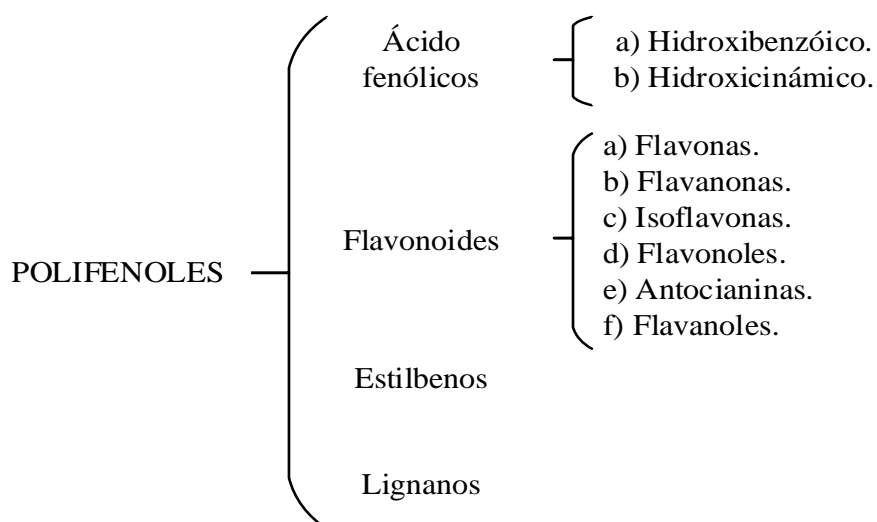 POLIFENOLES
Ácido
fenólicos
a) Hidroxibenzóico.
b) Hidroxicinámico.
Flavonoides
a) Flavonas.
b) Flavanonas.
c) Isoflavonas.
d) Flavonoles.
e) Antocianinas.
f) Flavanoles.
Estilbenos
Lignanos